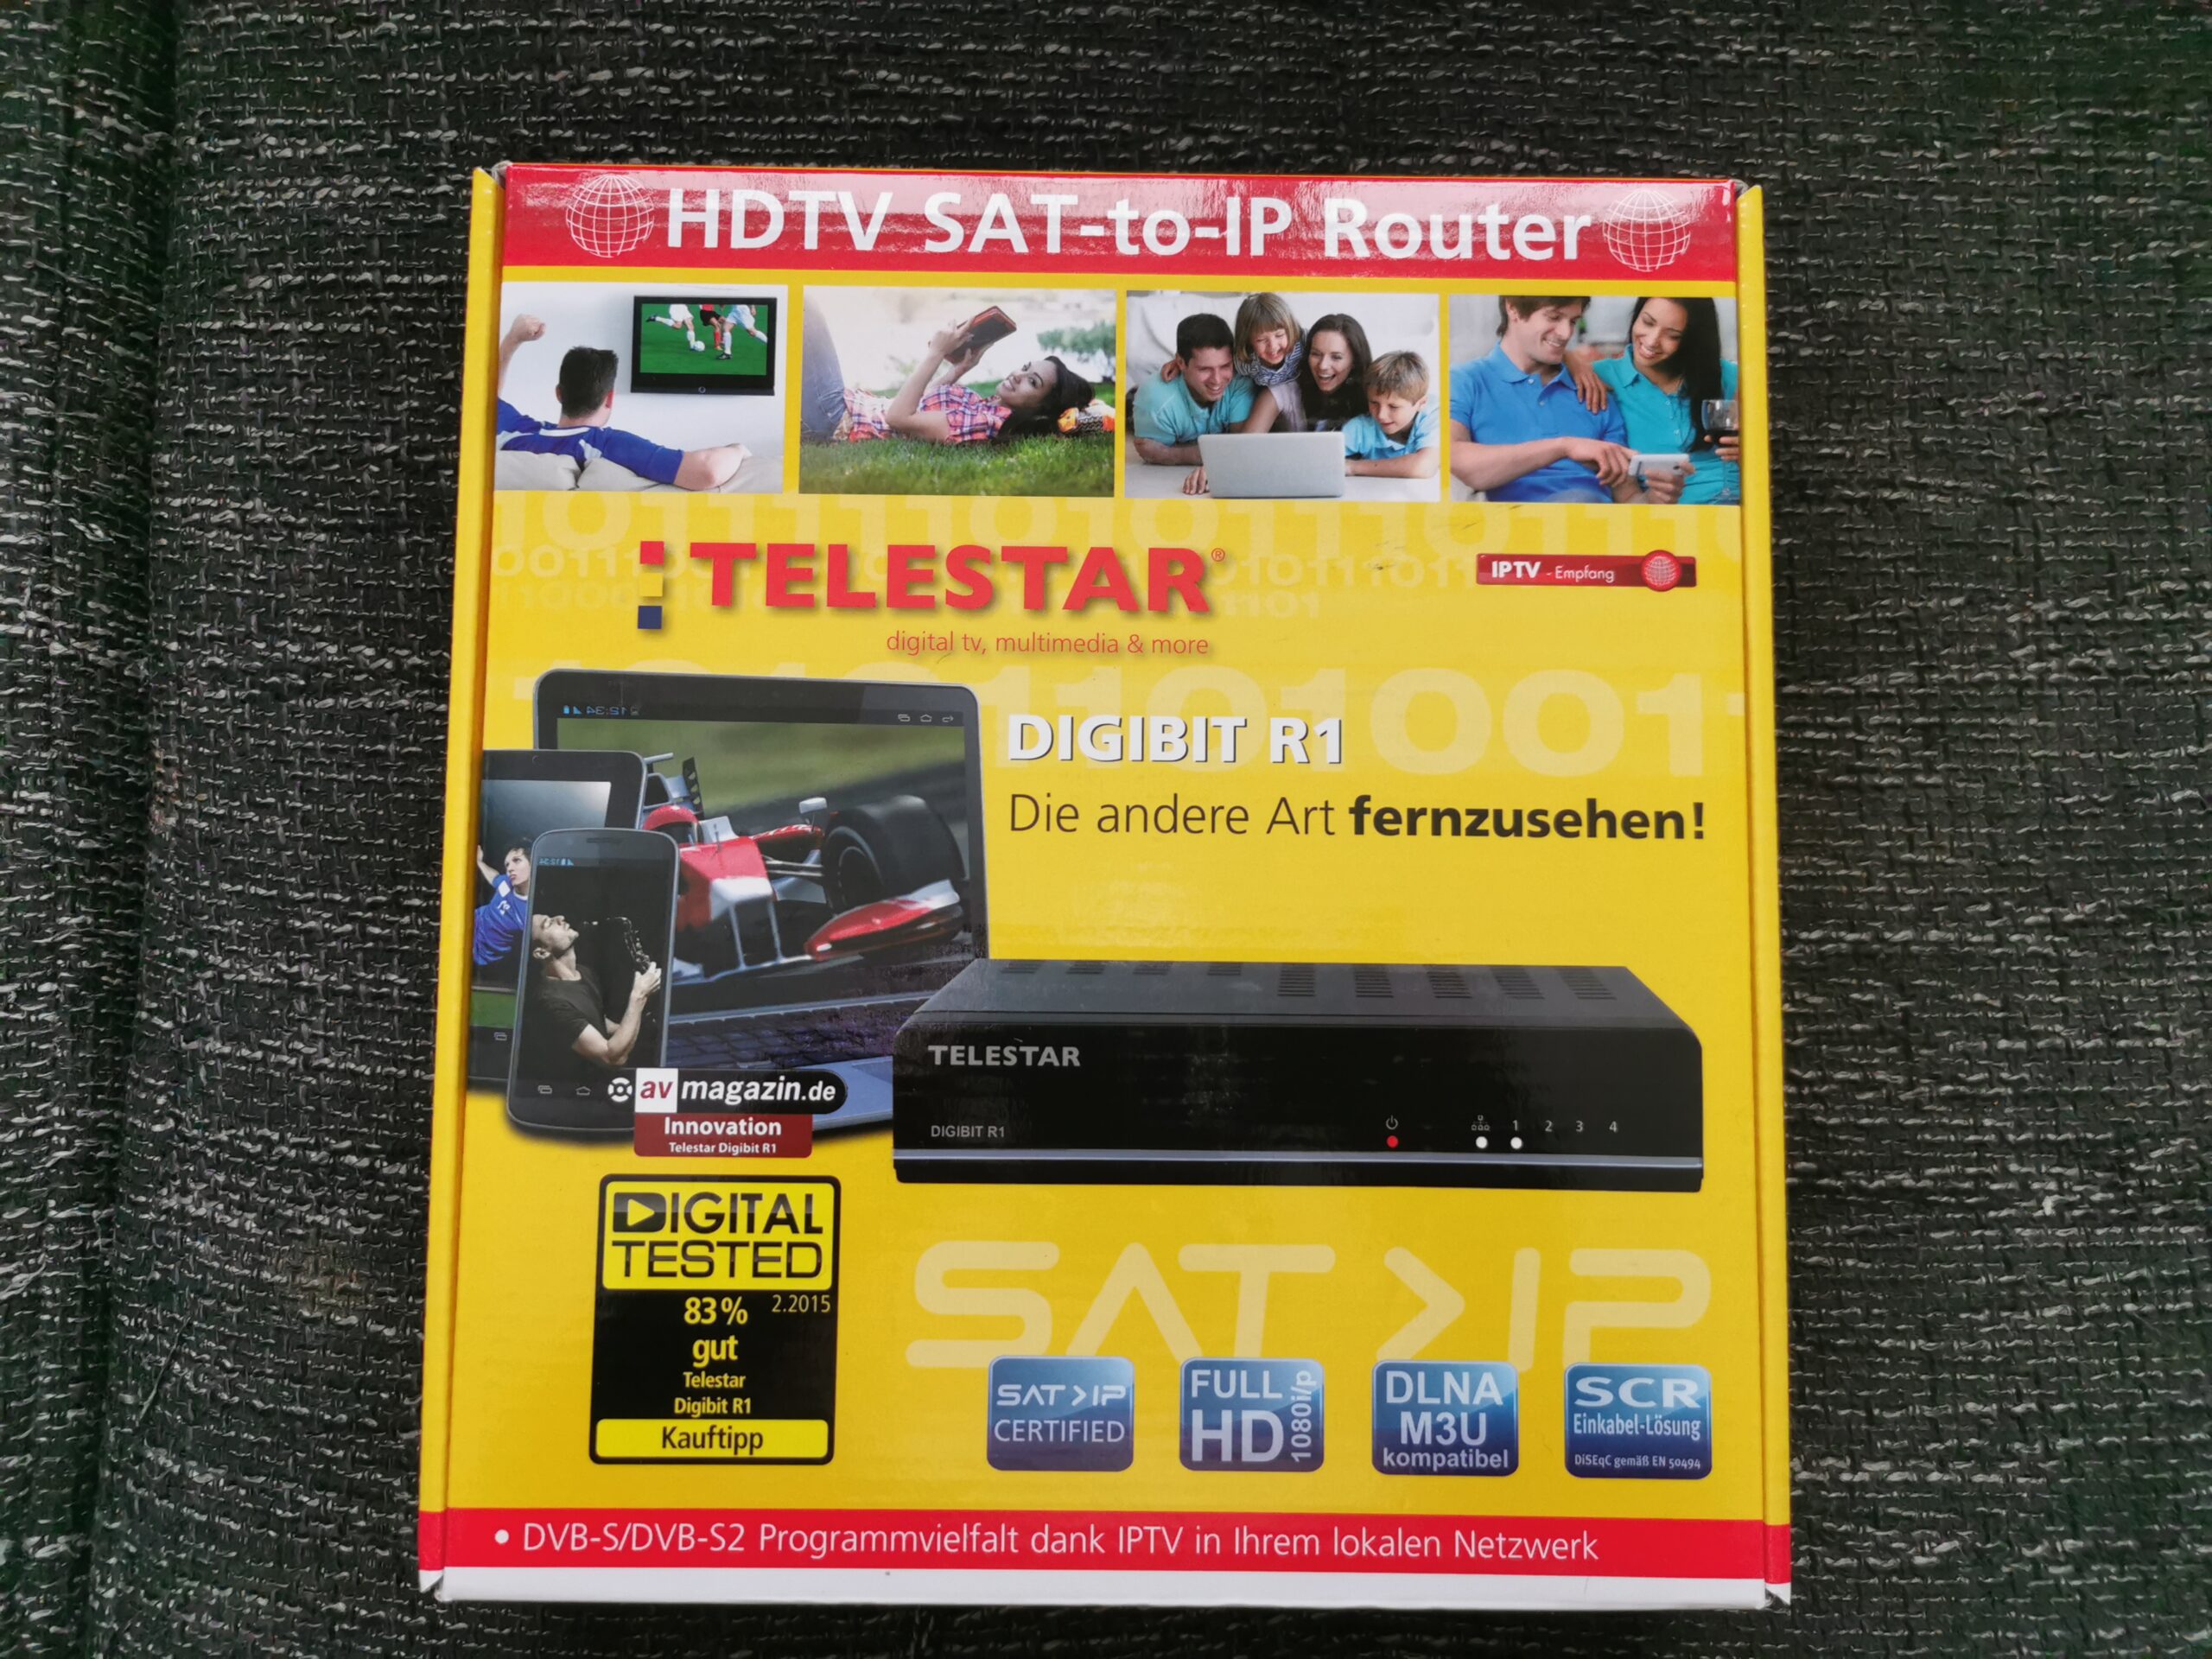 HDTV SAT-to-IP Router
TELESTAR®
digital tv, multimedia & more
IPTV - Empfang
DIGIBIT R1
Die andere Art fernzusehen!
TELESTAR
DIGIBIT R1
1 2 3 4
av magazin.de
Innovation
Telestar Digibit R1
DIGITAL
TESTED
83% 2.2015
gut
Telestar
Digibit R1
Kauftipp
SAT>IP
SAT>IP
CERTIFIED
FULL
HD
1080i/p
DLNA
M3U
kompatibel
SCR
Einkabel-Lösung
DiSEqC gemäß EN 50494
• DVB-S/DVB-S2 Programmvielfalt dank IPTV in Ihrem lokalen Netzwerk